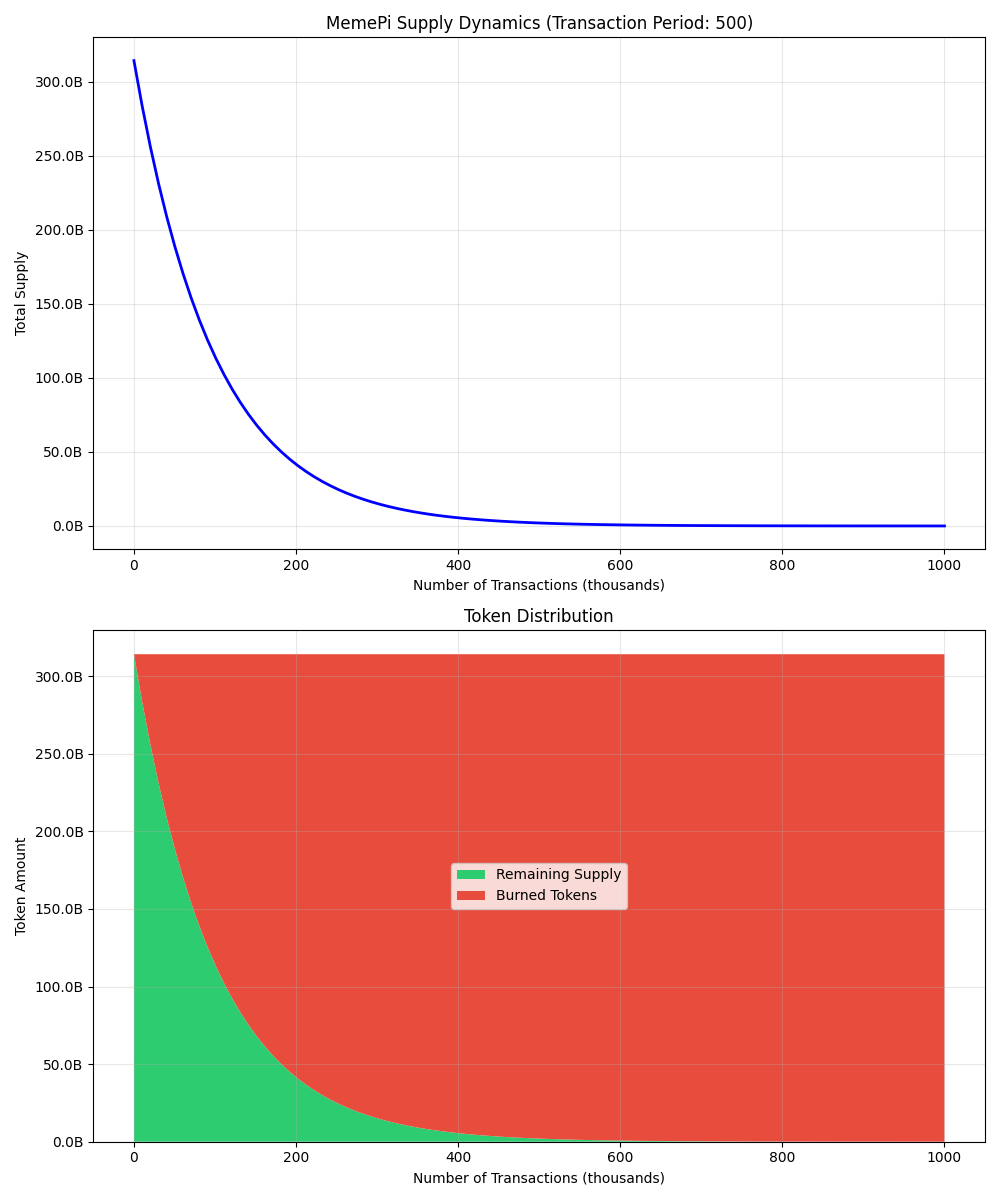 MemePi Supply Dynamics (Transaction Period: 500)
300.0B
250.0B
200.0B
150.0B
100.0B
50.0B
0.0B
Total Supply
0 200 400 600 800 1000
Number of Transactions (thousands)
Token Distribution
300.0B
250.0B
200.0B
150.0B
100.0B
50.0B
0.0B
Token Amount
Remaining Supply
Burned Tokens
0 200 400 600 800 1000
Number of Transactions (thousands)